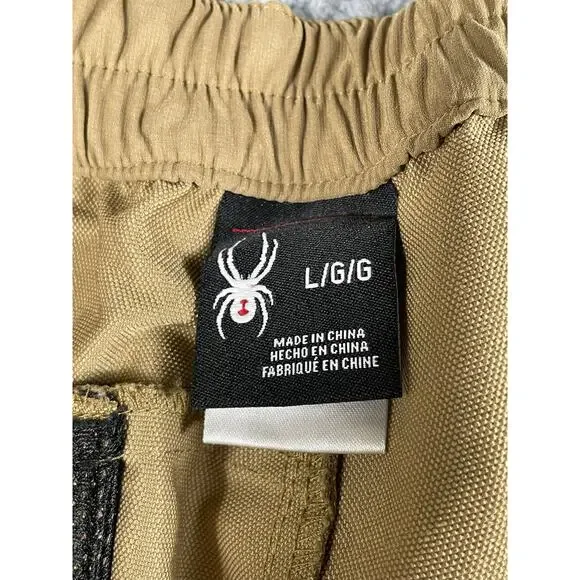 L/G/G
MADE IN CHINA
HECHO EN CHINA
FABRIQUÉ EN CHINE